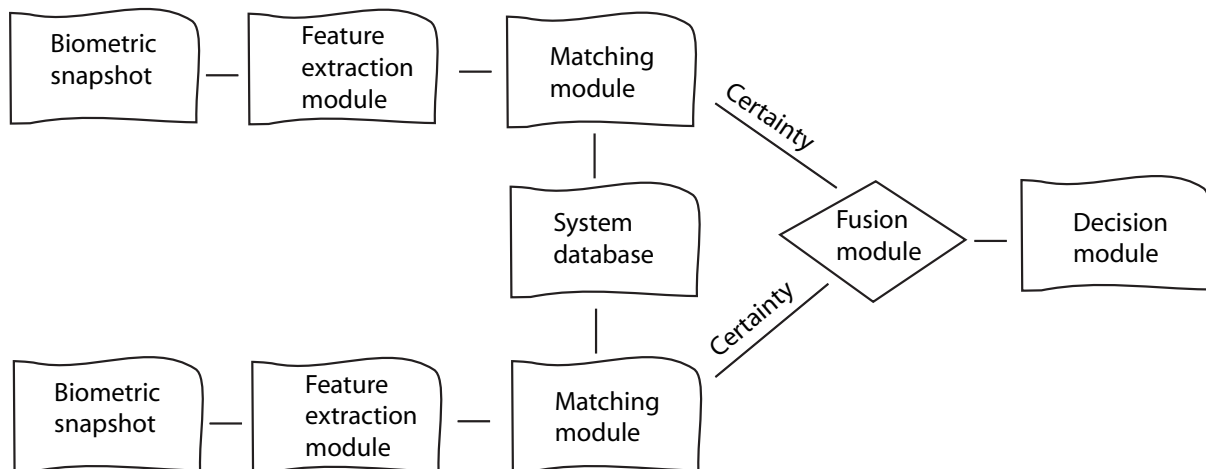 Biometric
snapshot
Feature
extraction
module
Matching
module
Certainty
System
database
Fusion
module
Decision
module
Certainty
Biometric
snapshot
Feature
extraction
module
Matching
module